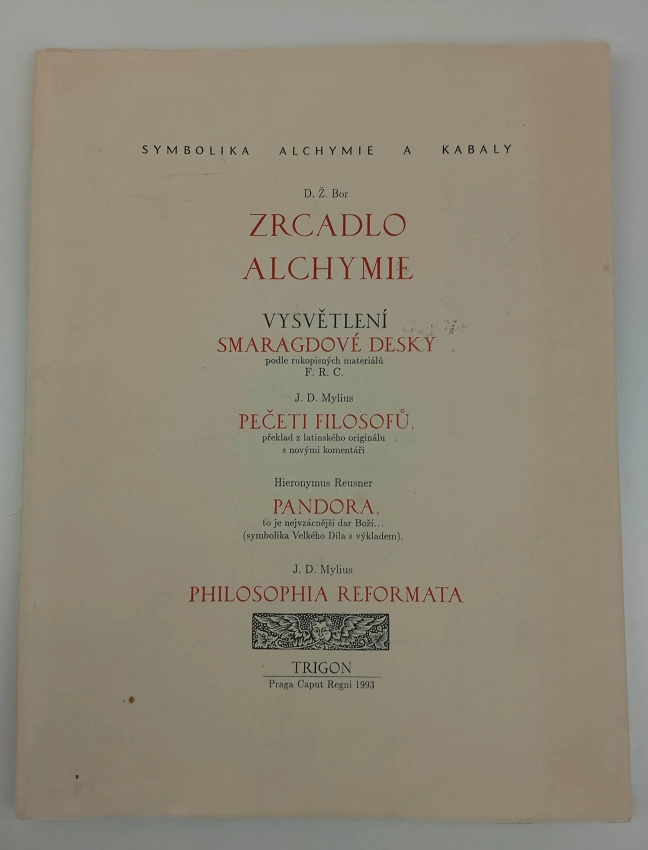 SYMBOLIKA ALCHYMIE A KABALY
D. Ž. Bor
ZRCADLO
ALCHYMIE
VYSVĚTLENÍ
SMARAGDOVÉ DESKY
podle rukopisných materiálů
F. R. C.
J. D. Mylius
PEČETI FILOSOFŮ,
překlad z latinského originálu
s novými komentáři
Hieronymus Reusner
PANDORA,
to je nejvzácnější dar Boží...
(symbolika Velkého Díla s výkladem).
J. D. Mylius
PHILOSOPHIA REFORMATA
TRIGON
Praga Caput Regni 1993